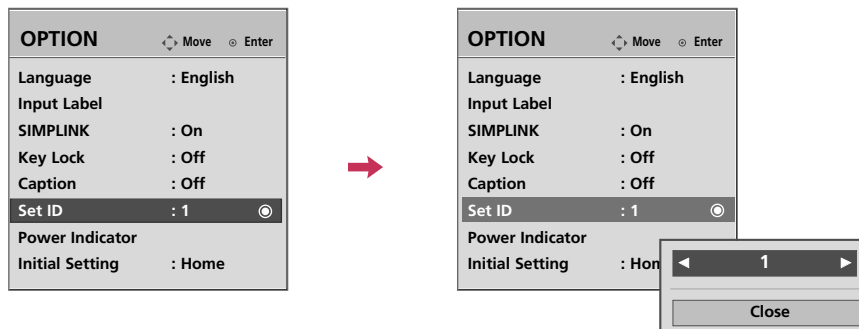 OPTION Move Enter
Language : English
Input Label
SIMPLINK : On
Key Lock : Off
Caption : Off
Set ID : 1
Power Indicator
Initial Setting : Home
OPTION Move Enter
Language : English
Input Label
SIMPLINK : On
Key Lock : Off
Caption : Off
Set ID : 1
Power Indicator
Initial Setting : Hom
1
Close